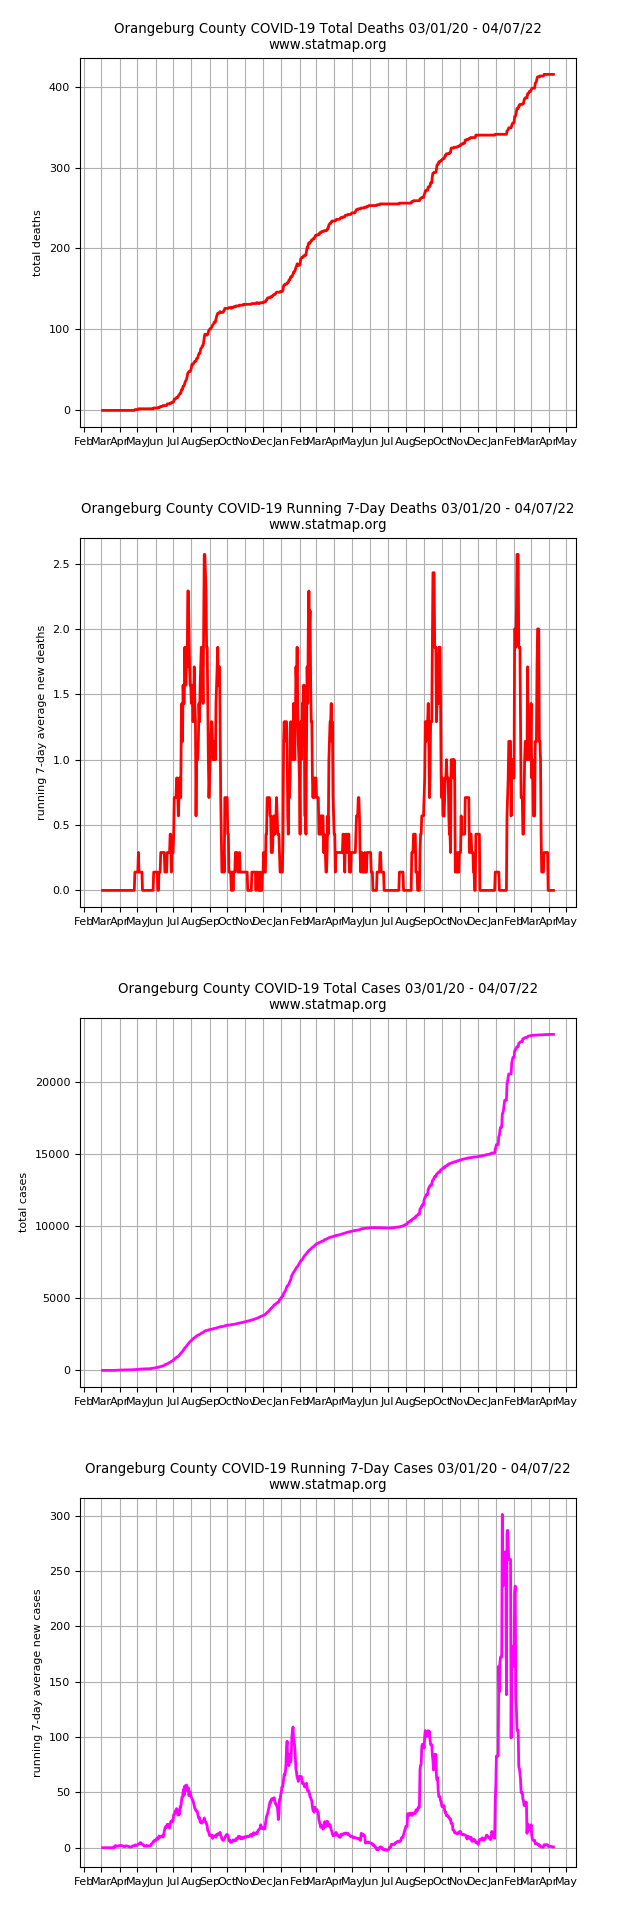 Orangeburg County COVID-19 Total Deaths 03/01/20 - 04/07/22
www.statmap.org
400
300
200
100
0
total deaths
Feb Mar Apr May Jun Jul Aug Sep Oct Nov Dec Jan Feb Mar Apr May Jun Jul Aug Sep Oct Nov Dec Jan Feb Mar Apr May
Orangeburg County COVID-19 Running 7-Day Deaths 03/01/20 - 04/07/22
www.statmap.org
2.5
2.0
1.5
1.0
0.5
0.0
running 7-day average new deaths
Feb Mar Apr May Jun Jul Aug Sep Oct Nov Dec Jan Feb Mar Apr May Jun Jul Aug Sep Oct Nov Dec Jan Feb Mar Apr May
Orangeburg County COVID-19 Total Cases 03/01/20 - 04/07/22
www.statmap.org
20000
15000
10000
5000
0
total cases
Feb Mar Apr May Jun Jul Aug Sep Oct Nov Dec Jan Feb Mar Apr May Jun Jul Aug Sep Oct Nov Dec Jan Feb Mar Apr May
Orangeburg County COVID-19 Running 7-Day Cases 03/01/20 - 04/07/22
www.statmap.org
300
250
200
150
100
50
0
running 7-day average new cases
Feb Mar Apr May Jun Jul Aug Sep Oct Nov Dec Jan Feb Mar Apr May Jun Jul Aug Sep Oct Nov Dec Jan Feb Mar Apr May